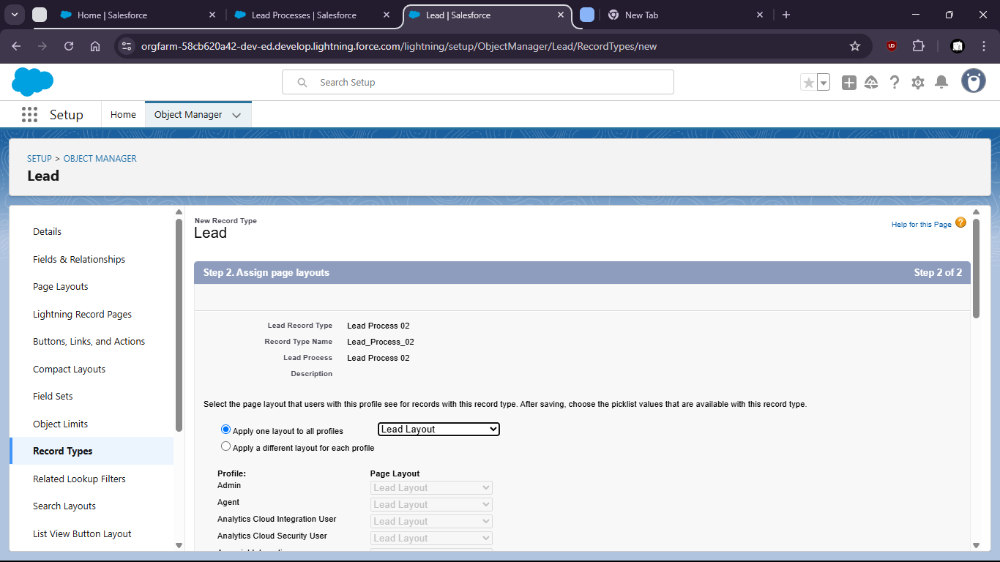 Home | Salesforce
Lead Processes | Salesforce
Lead | Salesforce
New Tab
orgfarm-58cb620a42-dev-ed.develop.lightning.force.com/lightning/setup/ObjectManager/Lead/RecordTypes/new
Search Setup
Setup
Home
Object Manager
SETUP > OBJECT MANAGER
Lead
Details
Fields & Relationships
Page Layouts
Lightning Record Pages
Buttons, Links, and Actions
Compact Layouts
Field Sets
Object Limits
Record Types
Related Lookup Filters
Search Layouts
List View Button Layout
New Record Type
Lead
Help for this Page ?
Step 2. Assign page layouts Step 2 of 2
Lead Record Type Lead Process 02
Record Type Name Lead_Process_02
Lead Process Lead Process 02
Description
Select the page layout that users with this profile see for records with this record type. After saving, choose the picklist values that are available with this record type.
Apply one layout to all profiles Lead Layout
Apply a different layout for each profile
Profile: Page Layout
Admin Lead Layout
Agent Lead Layout
Analytics Cloud Integration User Lead Layout
Analytics Cloud Security User Lead Layout